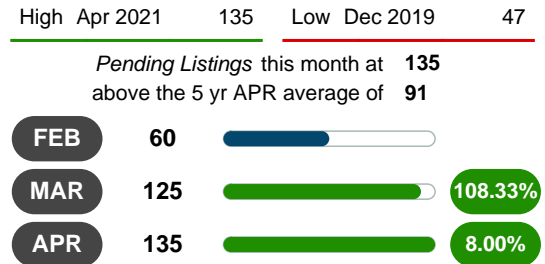 High Apr 2021 135 Low Dec 2019 47
Pending Listings this month at 135
above the 5 yr APR average of 91
FEB 60
MAR 125 108.33%
APR 135 8.00%